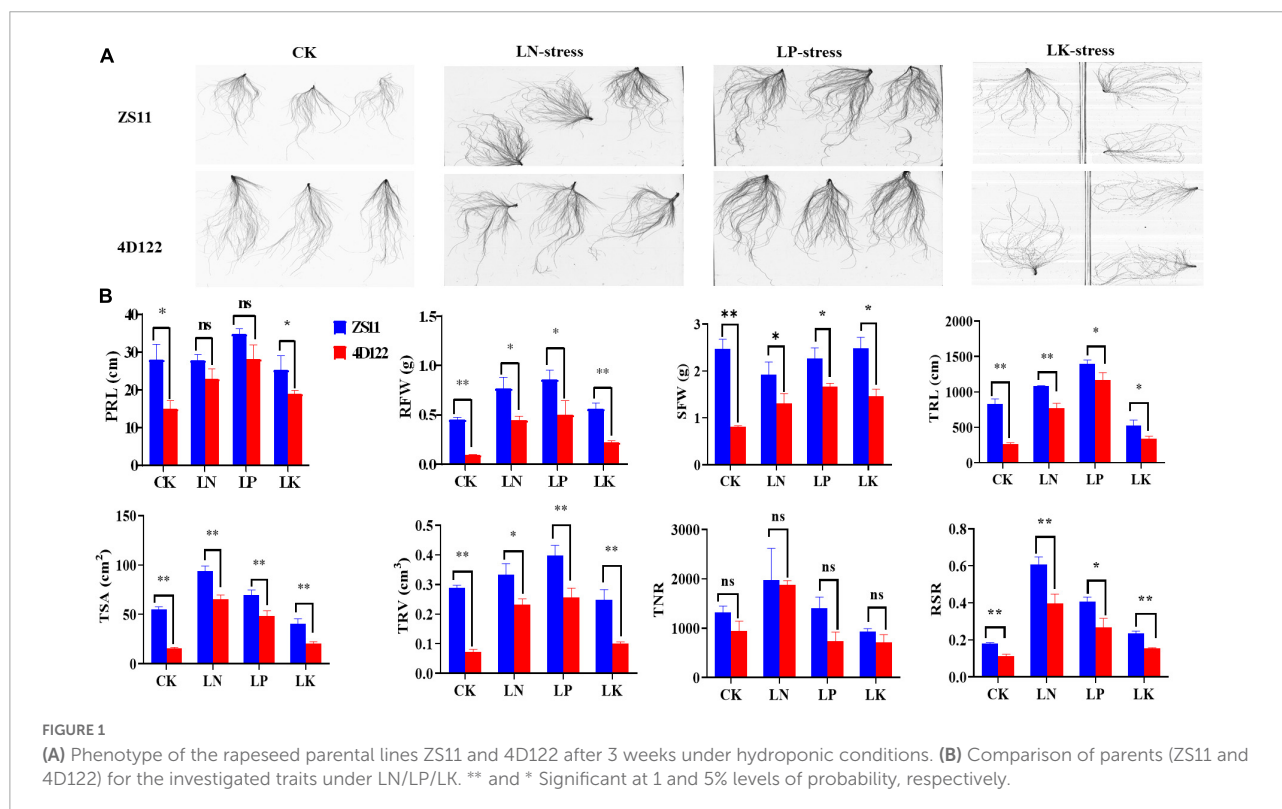 A
CK
LN-stress
LP-stress
LK-stress
ZS11
4D122
B
PRL (cm)
40
30
20
10
0
*
ns
ns
*
CK LN LP LK
ZS11
4D122
RFW (g)
1.5
1.0
0.5
0.0
**
*
*
**
CK LN LP LK
SFW (g)
3
2
1
0
**
*
*
*
CK LN LP LK
TRL (cm)
2000
1500
1000
500
0
**
**
*
*
CK LN LP LK
TSA (cm²)
150
100
50
0
**
**
**
**
CK LN LP LK
TRV (cm³)
0.5
0.4
0.3
0.2
0.1
0.0
**
*
**
**
CK LN LP LK
TNR
3000
2000
1000
0
ns
ns
ns
ns
CK LN LP LK
RSR
0.8
0.6
0.4
0.2
0.0
**
**
*
**
CK LN LP LK
FIGURE 1
(A) Phenotype of the rapeseed parental lines ZS11 and 4D122 after 3 weeks under hydroponic conditions. (B) Comparison of parents (ZS11 and
4D122) for the investigated traits under LN/LP/LK. ** and * Significant at 1 and 5% levels of probability, respectively.